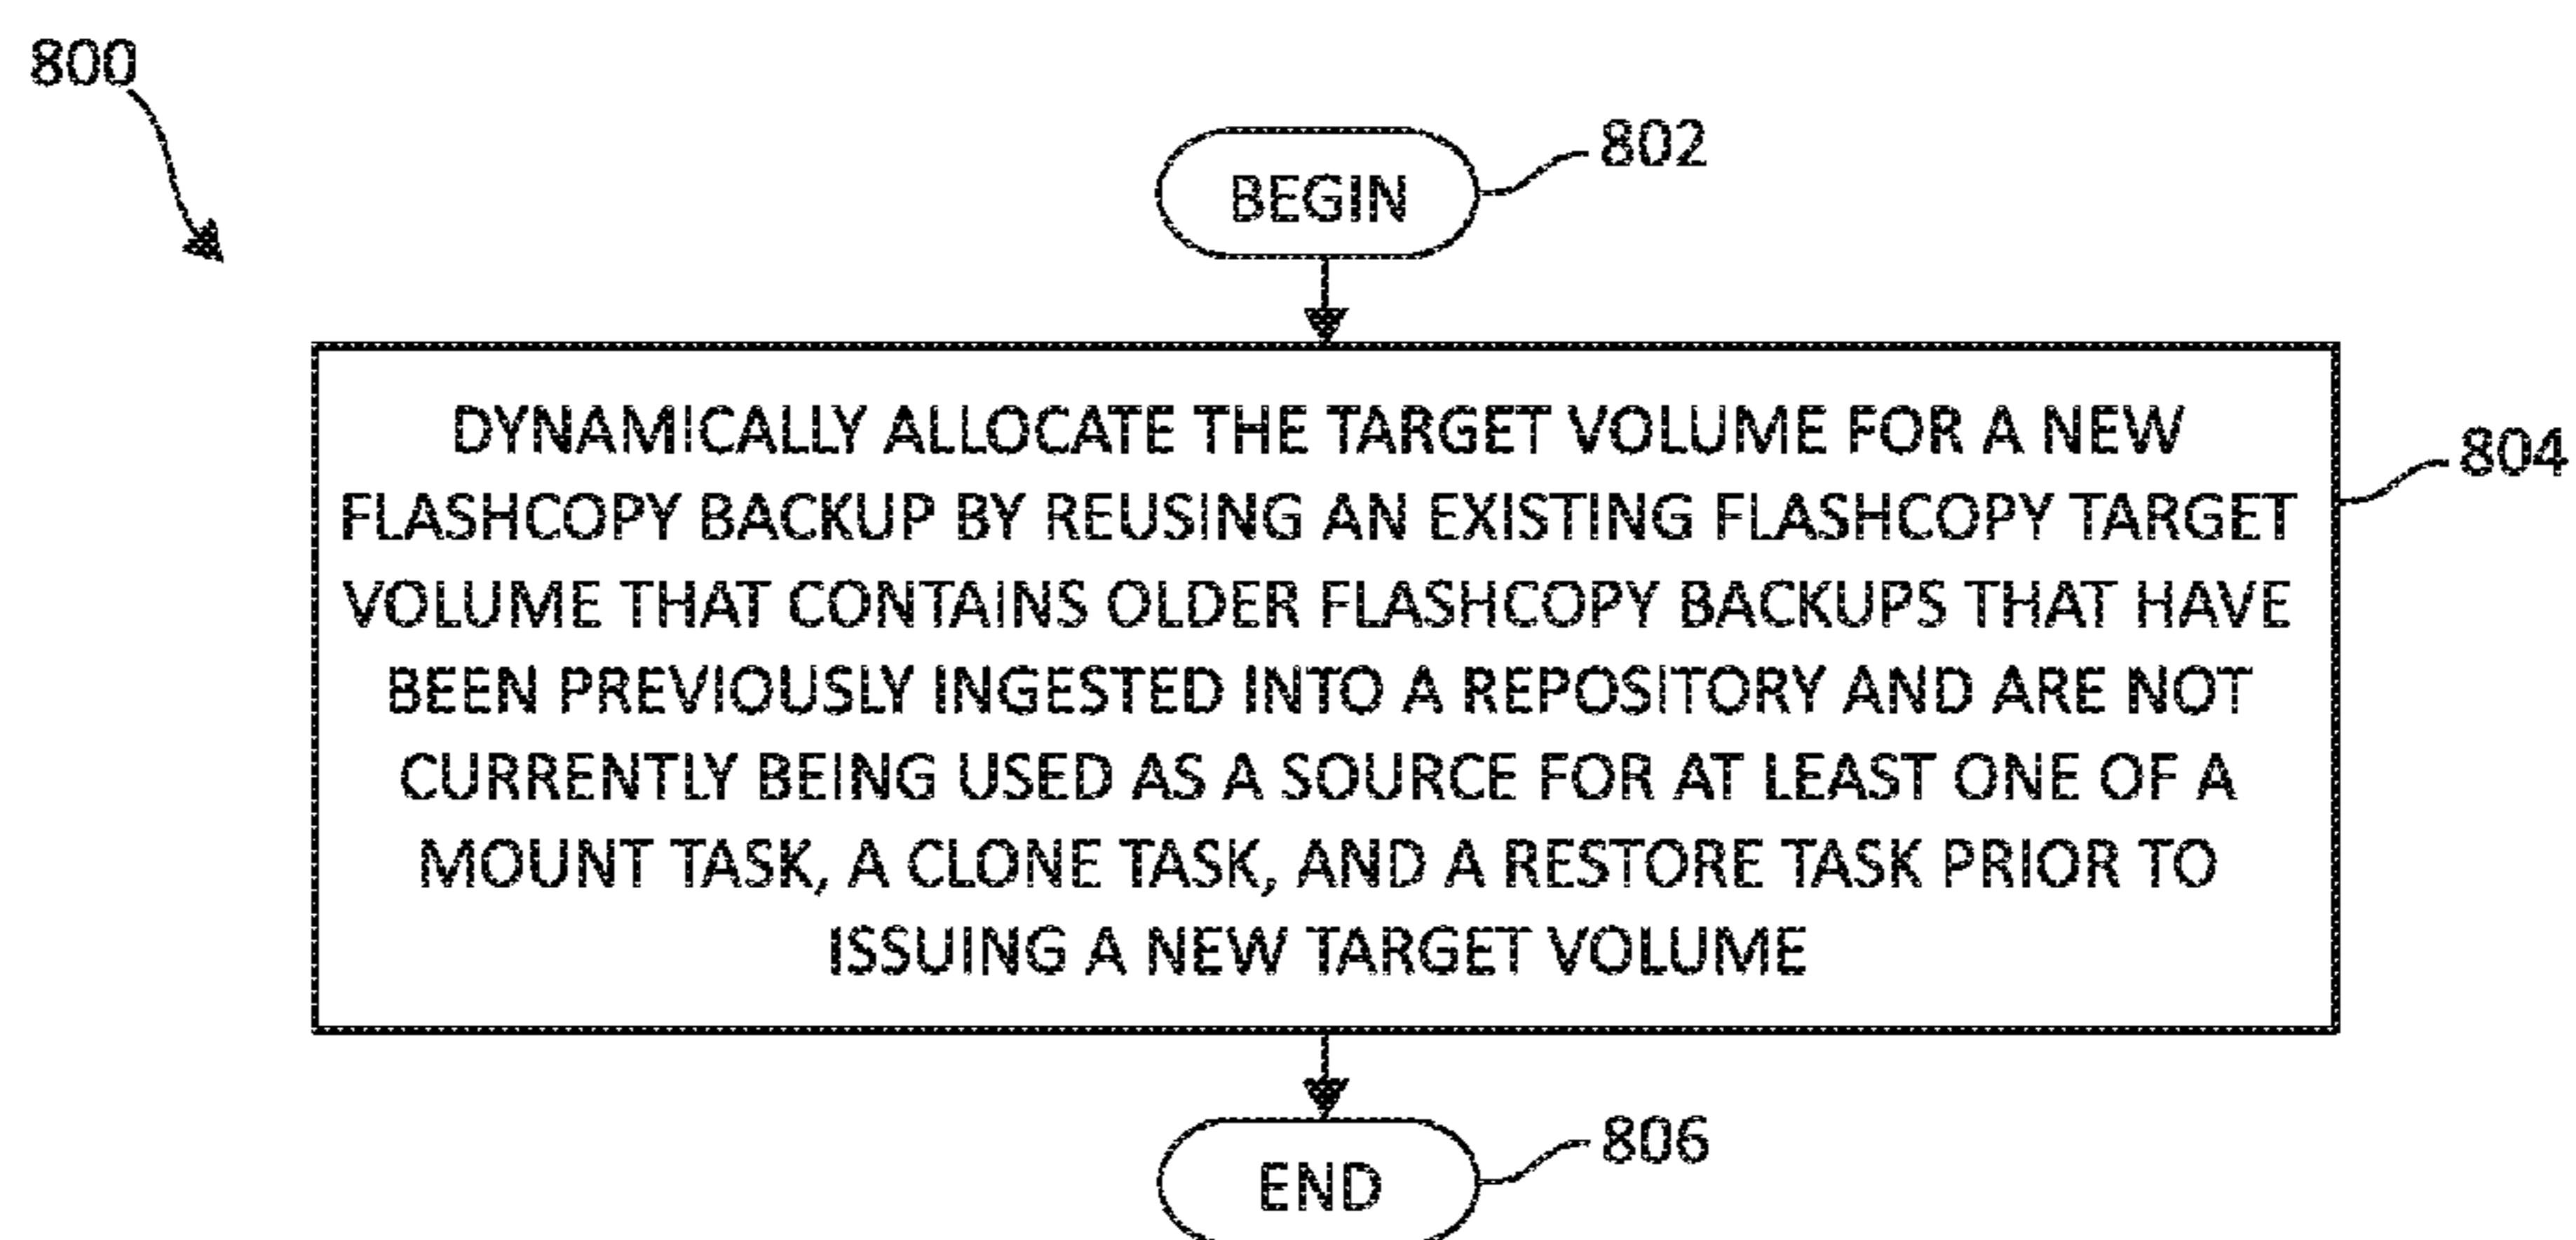 800
802
BEGIN
DYNAMICALLY ALLOCATE THE TARGET VOLUME FOR A NEW
804
FLASHCOPY BACKUP BY REUSING AN EXISTING FLASHCOPY TARGET
VOLUME THAT CONTAINS OLDER FLASHCOPY BACKUPS THAT HAVE
BEEN PREVIOUSLY INGESTED INTO A REPOSITORY AND ARE NOT
CURRENTLY BEING USED AS A SOURCE FOR AT LEAST ONE OF A
MOUNT TASK, A CLONE TASK, AND A RESTORE TASK PRIOR TO
ISSUING A NEW TARGET VOLUME
806
END